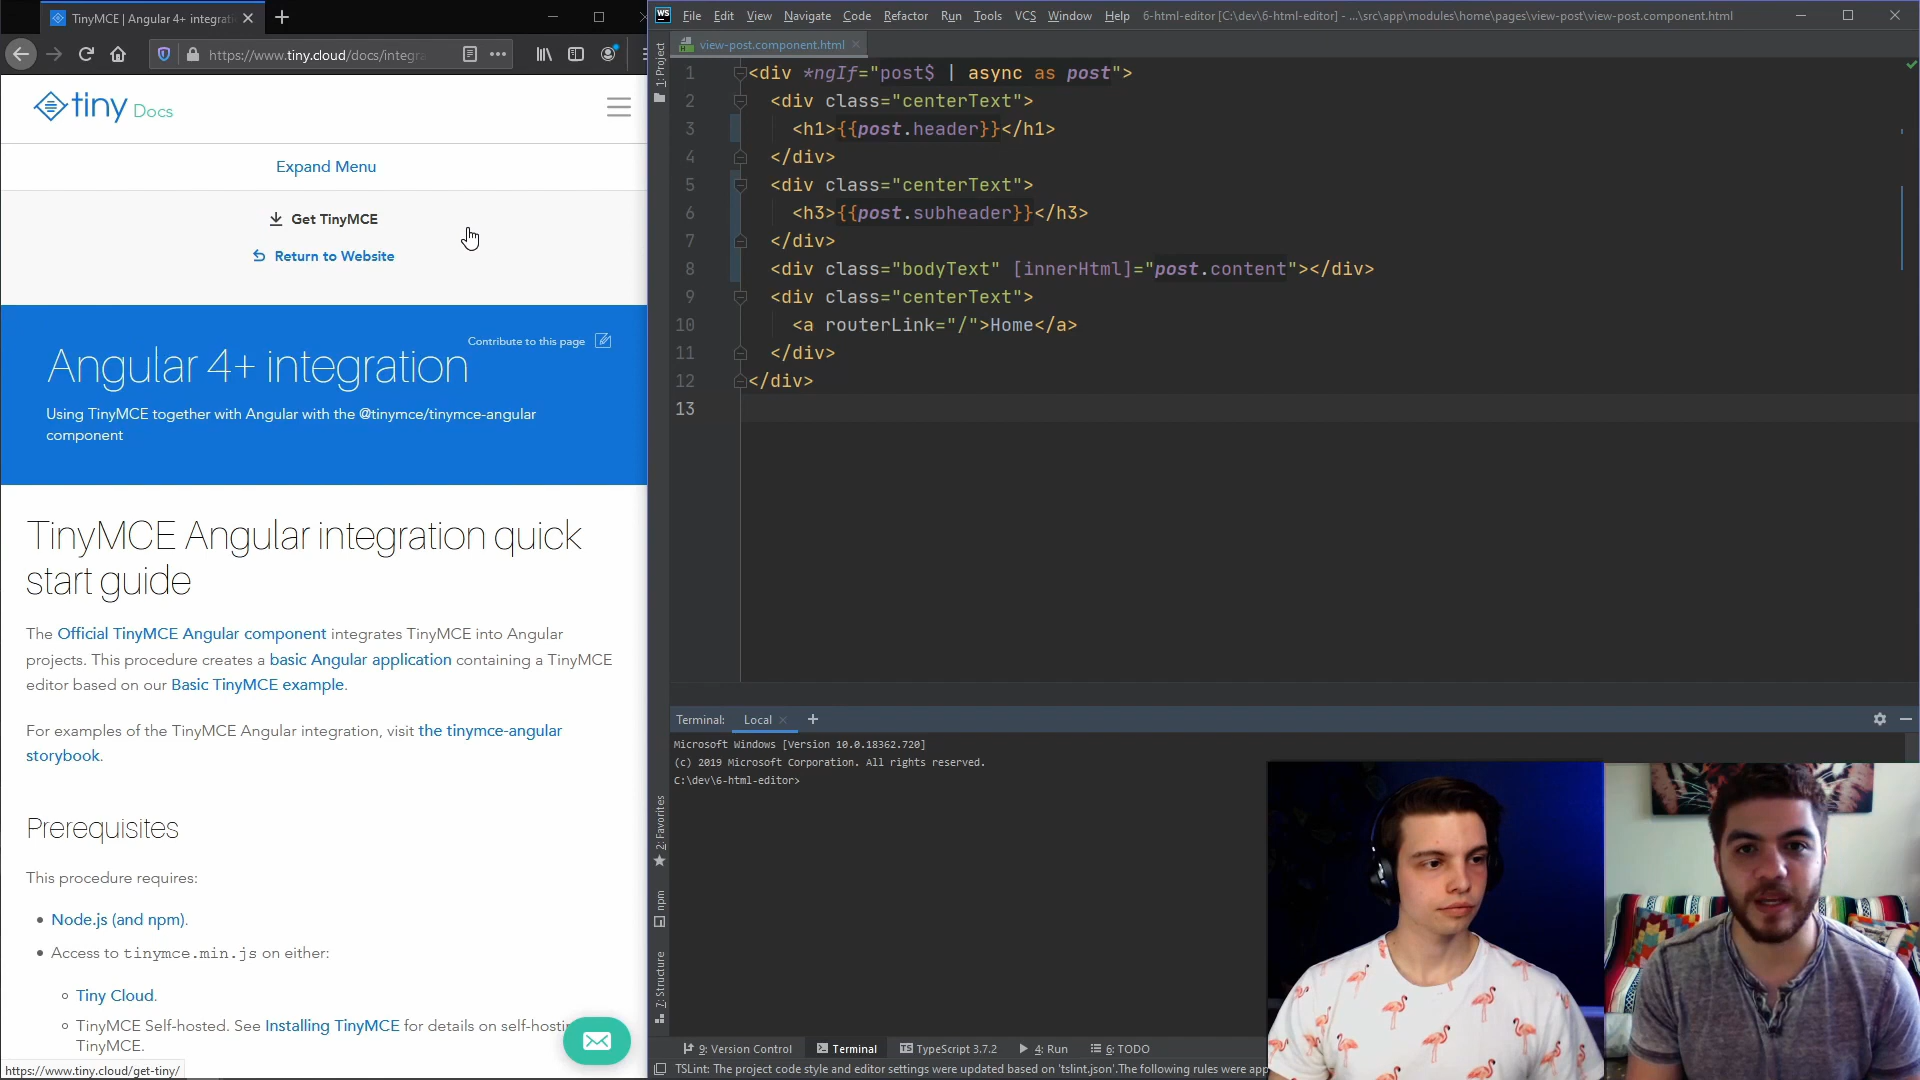 TinyMCE | Angular 4+ integrati
https://www.tiny.cloud/docs/integra
tiny Docs
Expand Menu
Get TinyMCE
Return to Website
Contribute to this page
Angular 4+ integration
Using TinyMCE together with Angular with the @tinymce/tinymce-angular
component
TinyMCE Angular integration quick
start guide
The Official TinyMCE Angular component integrates TinyMCE into Angular
projects. This procedure creates a basic Angular application containing a TinyMCE
editor based on our Basic TinyMCE example.
For examples of the TinyMCE Angular integration, visit the tinymce-angular
storybook.
Prerequisites
This procedure requires:
Node.js (and npm).
Access to tinymce.min.js on either:
Tiny Cloud.
TinyMCE Self-hosted. See Installing TinyMCE for details on self-hosti
TinyMCE.
https://www.tiny.cloud/get-tiny/
WS File Edit View Navigate Code Refactor Run Tools VCS Window Help 6-html-editor [C:\dev\6-html-editor] - ...\src\app\modules\home\pages\view-post\view-post.component.html
view-post.component.html
1: Project
1 <div *ngIf="post$ | async as post">
2 <div class="centerText">
3 <h1>{{post.header}}</h1>
4 </div>
5 <div class="centerText">
6 <h3>{{post.subheader}}</h3>
7 </div>
8 <div class="bodyText" [innerHtml]="post.content"></div>
9 <div class="centerText">
10 <a routerLink="/">Home</a>
11 </div>
12 </div>
13
Terminal: Local +
Microsoft Windows [Version 10.0.18362.720]
(c) 2019 Microsoft Corporation. All rights reserved.
C:\dev\6-html-editor>
2: Favorites
npm
7: Structure
9: Version Control Terminal TypeScript 3.7.2 4: Run 6: TODO
TSLint: The project code style and editor settings were updated based on 'tslint.json'.The following rules were app